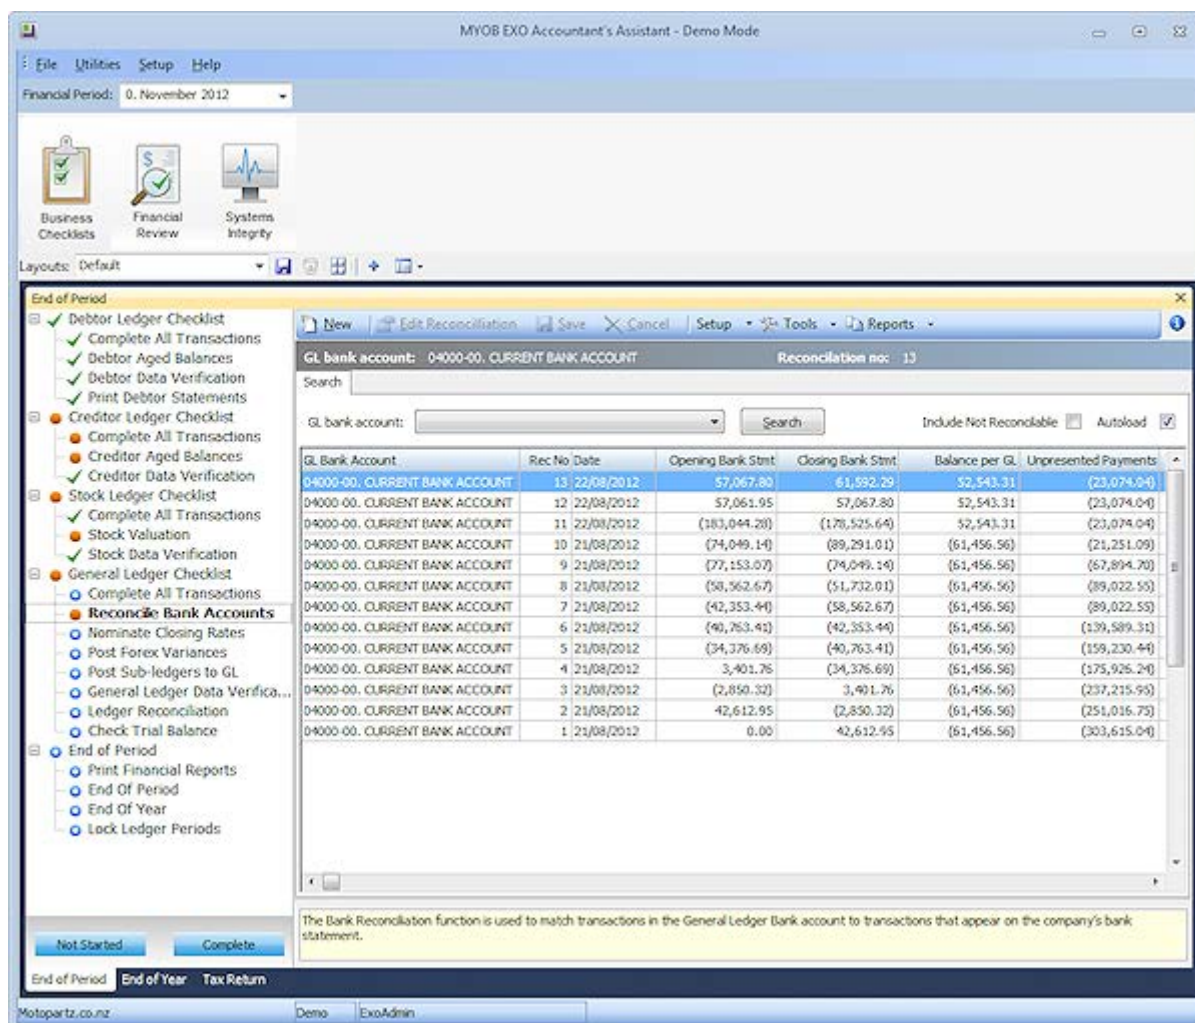 MYOB EXO Accountant's Assistant - Demo Mode
File Utilities Setup Help
Financial Period: 0. November 2012
Business Checklists
Financial Review
Systems Integrity
Layouts: Default
End of Period
Debtor Ledger Checklist
Complete All Transactions
Debtor Aged Balances
Debtor Data Verification
Print Debtor Statements
Creditor Ledger Checklist
Complete All Transactions
Creditor Aged Balances
Creditor Data Verification
Stock Ledger Checklist
Complete All Transactions
Stock Valuation
Stock Data Verification
General Ledger Checklist
Complete All Transactions
Reconcile Bank Accounts
Nominate Closing Rates
Post Forex Variances
Post Sub-ledgers to GL
General Ledger Data Verifica...
Ledger Reconciliation
Check Trial Balance
End of Period
Print Financial Reports
End Of Period
End Of Year
Lock Ledger Periods
Not Started Complete
New Edit Reconcilliation Save Cancel Setup Tools Reports
GL bank account: 04000-00. CURRENT BANK ACCOUNT Reconcilation no: 13
Search
GL bank account: Search Include Not Reconcilable Autoload
GL Bank Account Rec No Date Opening Bank Stmt Closing Bank Stmt Balance per GL Unpresented Payments
04000-00. CURRENT BANK ACCOUNT 13 22/08/2012 57,067.80 61,592.29 52,543.31 (23,074.04)
04000-00. CURRENT BANK ACCOUNT 12 22/08/2012 57,061.95 57,067.80 52,543.31 (23,074.04)
04000-00. CURRENT BANK ACCOUNT 11 22/08/2012 (183,044.28) (178,525.64) 52,543.31 (23,074.04)
04000-00. CURRENT BANK ACCOUNT 10 21/08/2012 (74,049.14) (89,291.01) (61,456.56) (21,251.09)
04000-00. CURRENT BANK ACCOUNT 9 21/08/2012 (77,153.07) (74,049.14) (61,456.56) (67,894.70)
04000-00. CURRENT BANK ACCOUNT 8 21/08/2012 (58,562.67) (51,732.01) (61,456.56) (89,022.55)
04000-00. CURRENT BANK ACCOUNT 7 21/08/2012 (42,353.44) (58,562.67) (61,456.56) (89,022.55)
04000-00. CURRENT BANK ACCOUNT 6 21/08/2012 (40,763.41) (42,353.44) (61,456.56) (139,589.31)
04000-00. CURRENT BANK ACCOUNT 5 21/08/2012 (34,376.69) (40,763.41) (61,456.56) (159,230.44)
04000-00. CURRENT BANK ACCOUNT 4 21/08/2012 3,401.76 (34,376.69) (61,456.56) (175,926.24)
04000-00. CURRENT BANK ACCOUNT 3 21/08/2012 (2,850.32) 3,401.76 (61,456.56) (237,215.95)
04000-00. CURRENT BANK ACCOUNT 2 21/08/2012 42,612.95 (2,850.32) (61,456.56) (251,016.75)
04000-00. CURRENT BANK ACCOUNT 1 21/08/2012 0.00 42,612.95 (61,456.56) (303,615.04)
The Bank Reconciliation function is used to match transactions in the General Ledger Bank account to transactions that appear on the company's bank
statement.
End of Period End of Year Tax Return
Motopartz.co.nz Demo ExoAdmin